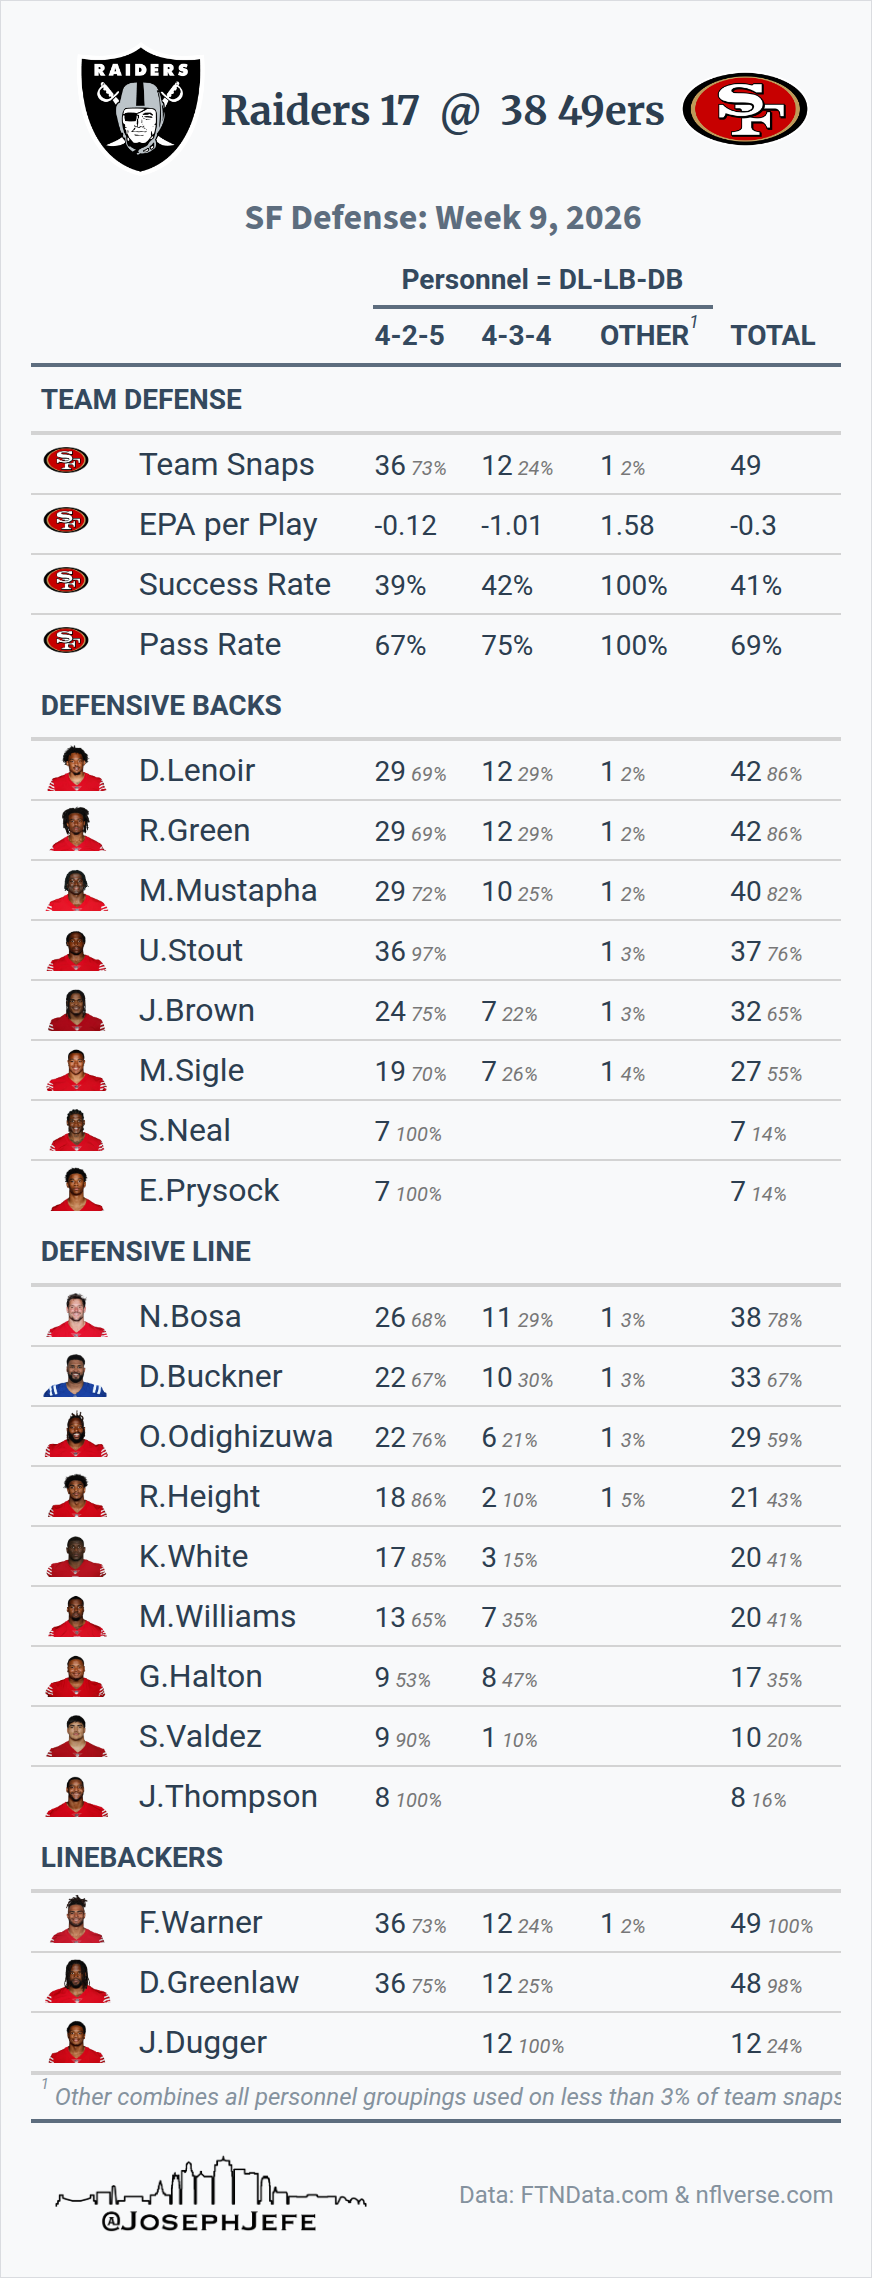 RAIDERS
Raiders 17 @ 38 49ers
SF
SF Defense: Week 9, 2026
Personnel = DL-LB-DB
4-2-5 4-3-4 OTHER1 TOTAL
TEAM DEFENSE
SF Team Snaps 36 73% 12 24% 1 2% 49
SF EPA per Play -0.12 -1.01 1.58 -0.3
SF Success Rate 39% 42% 100% 41%
SF Pass Rate 67% 75% 100% 69%
DEFENSIVE BACKS
D.Lenoir 29 69% 12 29% 1 2% 42 86%
R.Green 29 69% 12 29% 1 2% 42 86%
M.Mustapha 29 72% 10 25% 1 2% 40 82%
U.Stout 36 97% 1 3% 37 76%
J.Brown 24 75% 7 22% 1 3% 32 65%
M.Sigle 19 70% 7 26% 1 4% 27 55%
S.Neal 7 100% 7 14%
E.Prysock 7 100% 7 14%
DEFENSIVE LINE
N.Bosa 26 68% 11 29% 1 3% 38 78%
D.Buckner 22 67% 10 30% 1 3% 33 67%
O.Odighizuwa 22 76% 6 21% 1 3% 29 59%
R.Height 18 86% 2 10% 1 5% 21 43%
K.White 17 85% 3 15% 20 41%
M.Williams 13 65% 7 35% 20 41%
G.Halton 9 53% 8 47% 17 35%
S.Valdez 9 90% 1 10% 10 20%
J.Thompson 8 100% 8 16%
LINEBACKERS
F.Warner 36 73% 12 24% 1 2% 49 100%
D.Greenlaw 36 75% 12 25% 48 98%
J.Dugger 12 100% 12 24%
1 Other combines all personnel groupings used on less than 3% of team snaps
@JOSEPHJEFE
Data: FTNData.com & nflverse.com